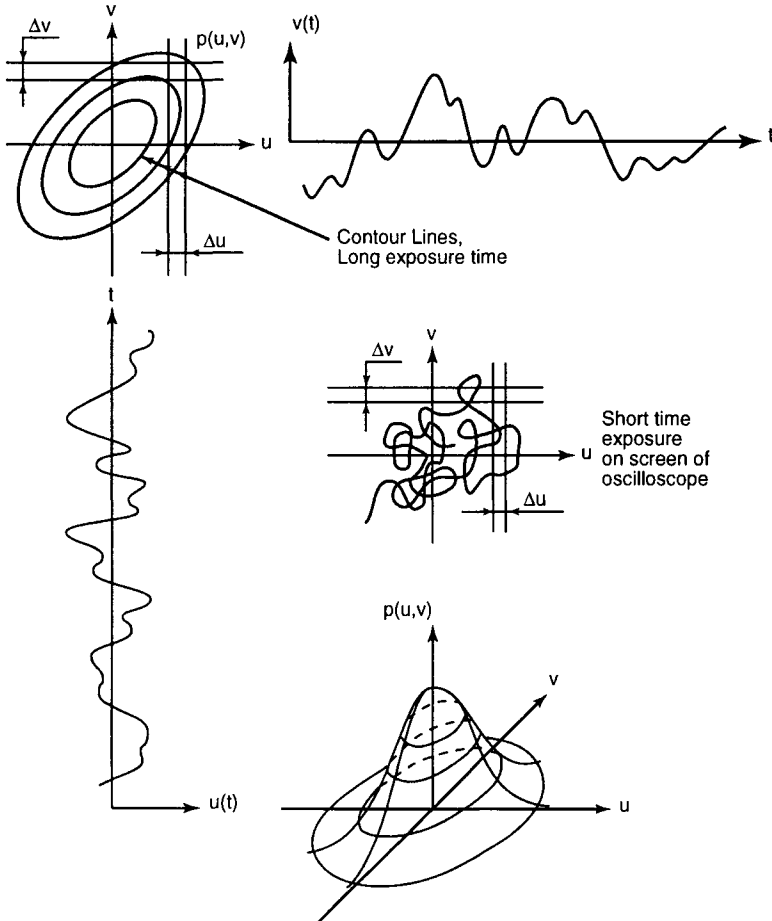 v
Δv
p(u,v)
u
Δu
Contour Lines,
Long exposure time
v(t)
t
t
u(t)
v
Δv
u
Δu
Short time
exposure
on screen of
oscilloscope
p(u,v)
v
u